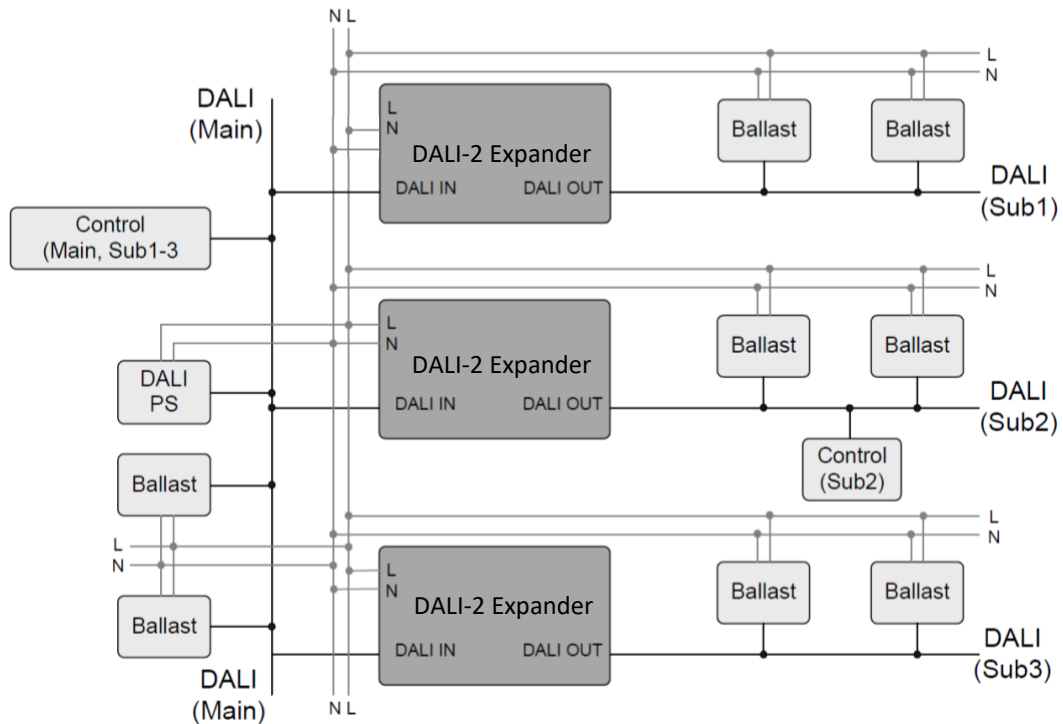 N L
L
N
DALI
(Main)
L
N
DALI-2 Expander
DALI IN
DALI OUT
Ballast
Ballast
DALI
(Sub1)
Control
(Main, Sub1-3
L
N
L
N
DALI-2 Expander
DALI IN
DALI OUT
Ballast
Ballast
DALI
PS
DALI
(Sub2)
Control
(Sub2)
Ballast
L
N
L
N
L
N
DALI-2 Expander
DALI IN
DALI OUT
Ballast
Ballast
Ballast
DALI
(Sub3)
DALI
(Main)
N L